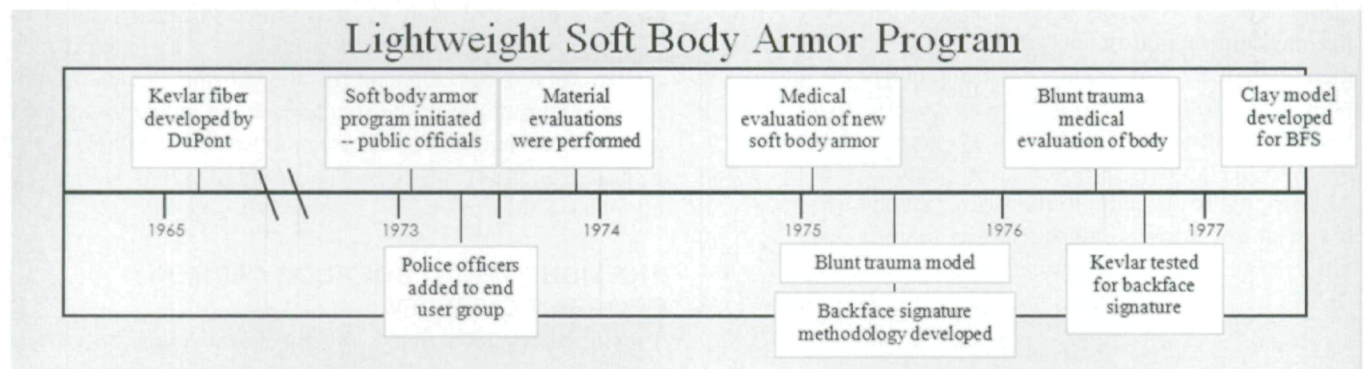 Lightweight Soft Body Armor Program
Kevlar fiber
developed by
DuPont
Soft body armor
program initiated
-- public officials
Material
evaluations
were performed
Medical
evaluation of new
soft body armor
Blunt trauma
medical
evaluation of body
Clay model
developed
for BFS
1965
1973
1974
1975
1976
1977
Police officers
added to end
user group
Blunt trauma model
Backface signature
methodology developed
Kevlar tested
for backface
signature